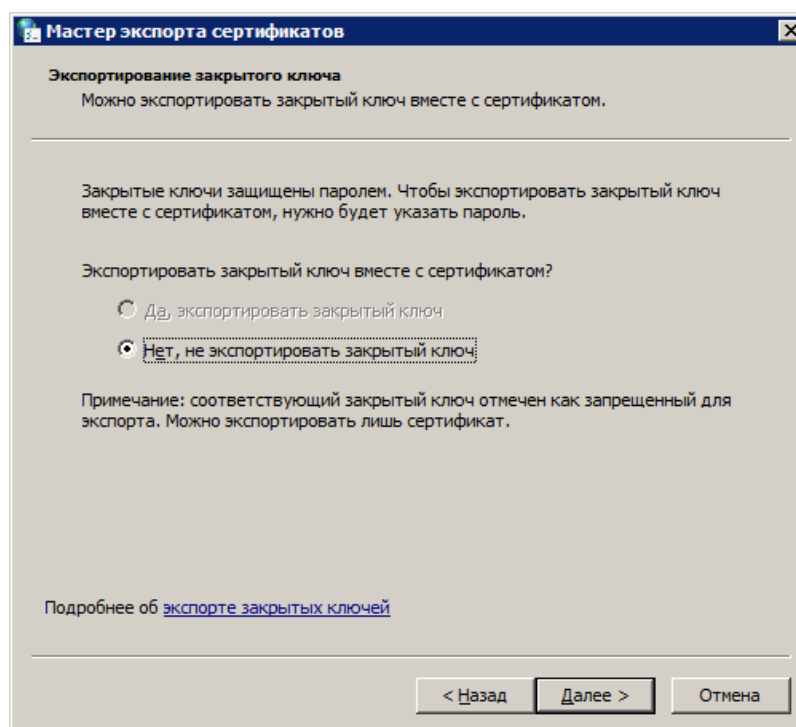 Мастер экспорта сертификатов
Экспортирование закрытого ключа
Можно экспортировать закрытый ключ вместе с сертификатом.
Закрытые ключи защищены паролем. Чтобы экспортировать закрытый ключ
вместе с сертификатом, нужно будет указать пароль.
Экспортировать закрытый ключ вместе с сертификатом?
Да, экспортировать закрытый ключ
Нет, не экспортировать закрытый ключ
Примечание: соответствующий закрытый ключ отмечен как запрещенный для
экспорта. Можно экспортировать лишь сертификат.
Подробнее об экспорте закрытых ключей
< Назад Далее > Отмена